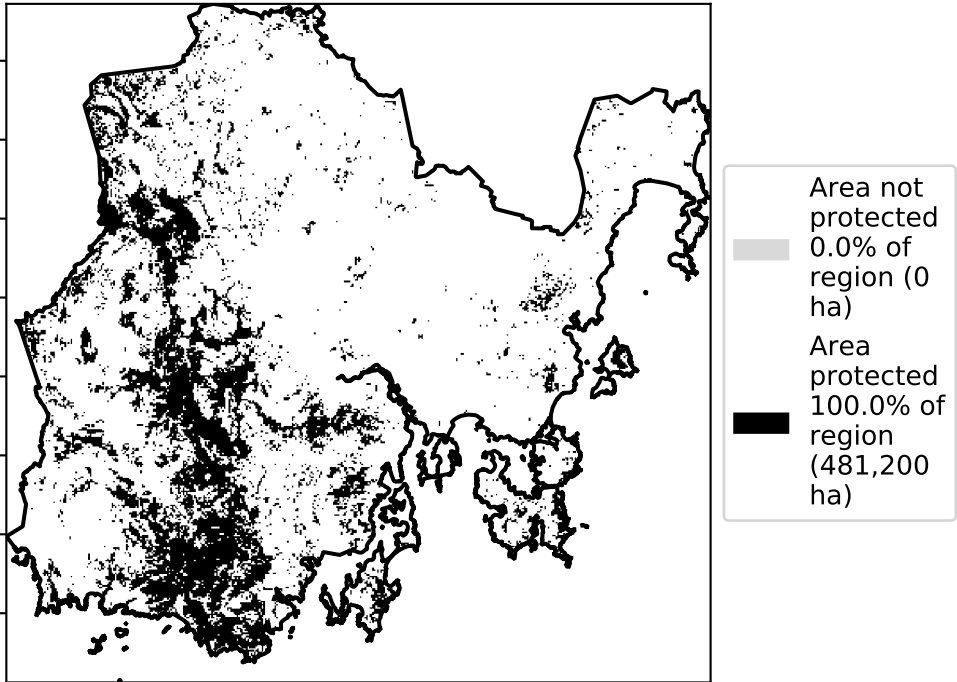 Area not
protected
0.0% of
region (0
ha)
Area
protected
100.0% of
region
(481,200
ha)